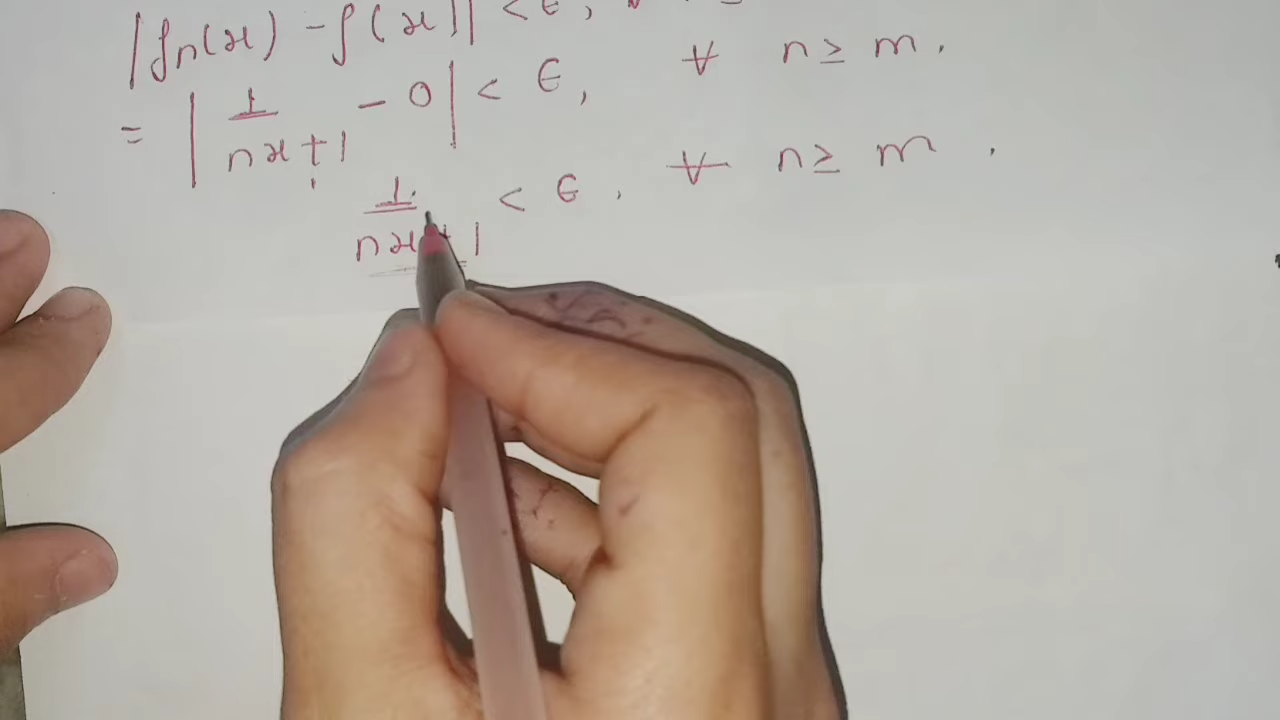 |fn(x) - f(x)| < ε,
= | 1/(nx+1) - 0 | < ε, ∀ n ≥ m.
1/(nx+1) < ε, ∀ n ≥ m.